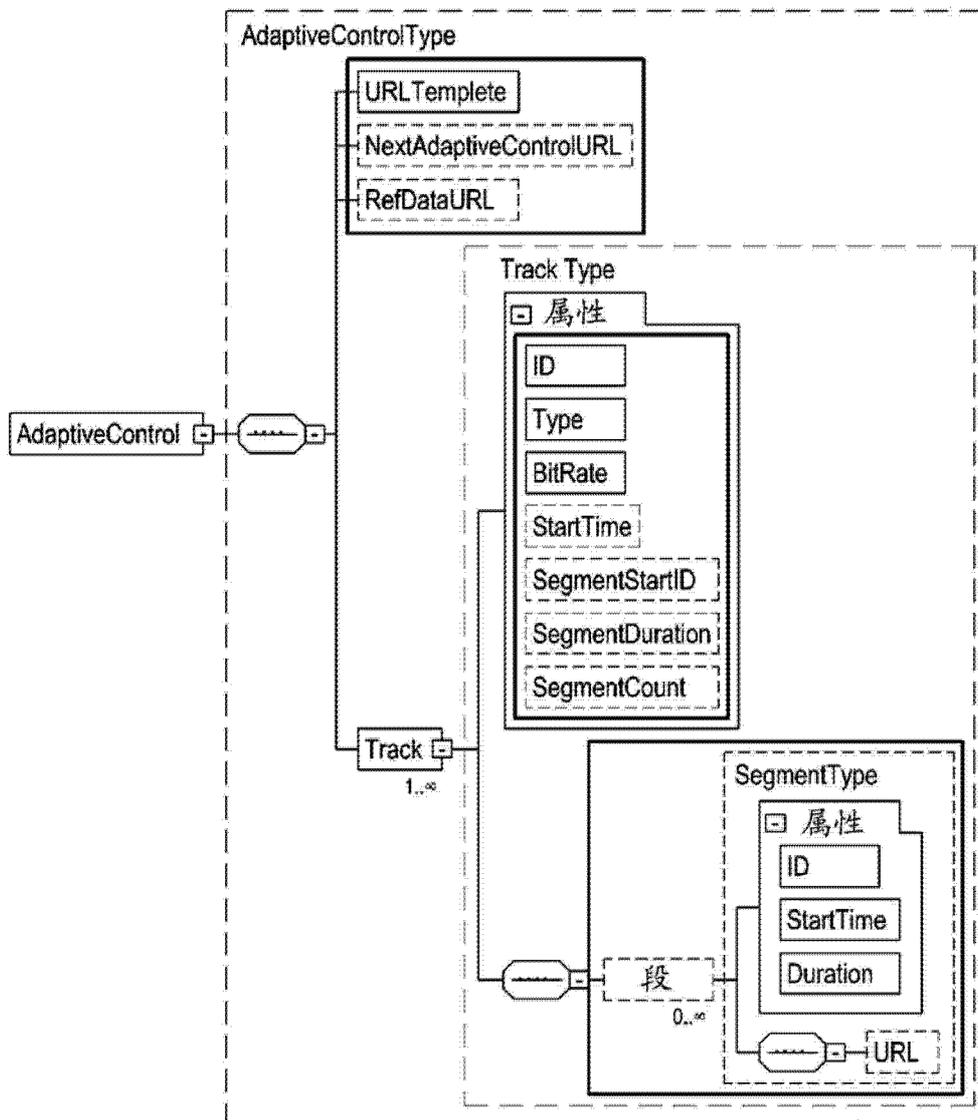 AdaptiveControlType
URLTemplete
NextAdaptiveControlURL
RefDataURL
Track Type
属性
ID
Type
BitRate
StartTime
SegmentStartID
SegmentDuration
SegmentCount
AdaptiveControl
Track
1..∞
SegmentType
属性
ID
StartTime
Duration
段
0..∞
URL